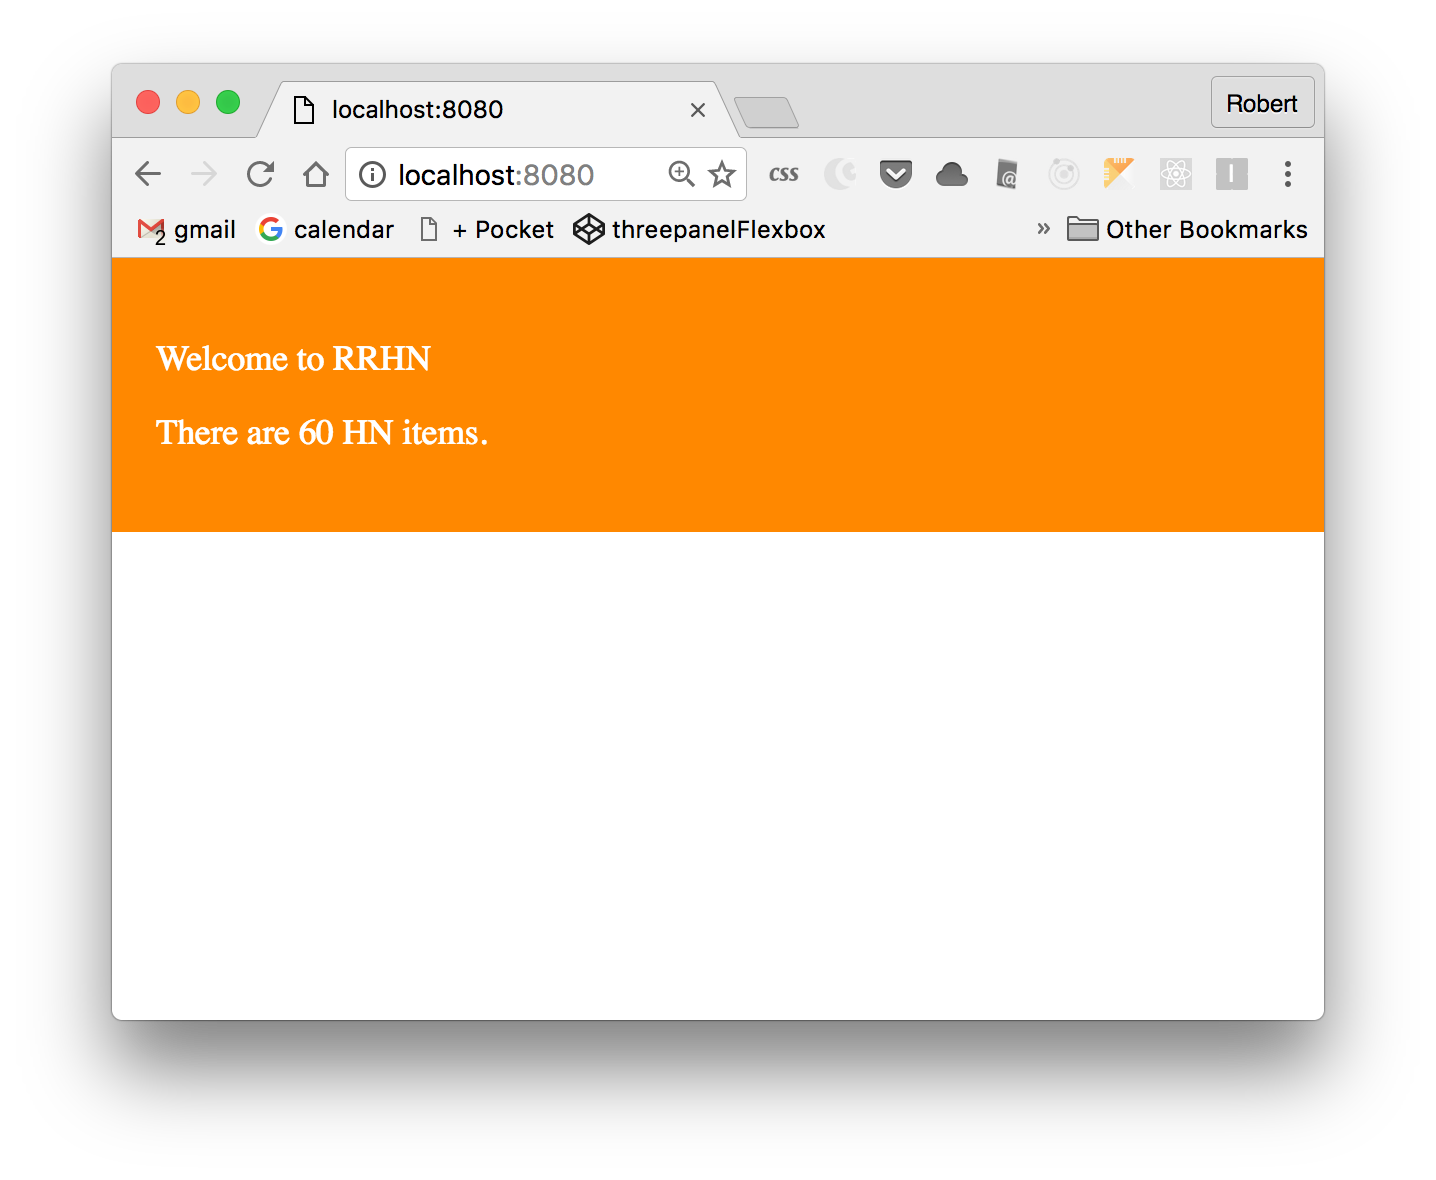 localhost:8080
Robert
localhost:8080
css
2 gmail
calendar
+ Pocket
threepanelFlexbox
» Other Bookmarks
Welcome to RRHN
There are 60 HN items.